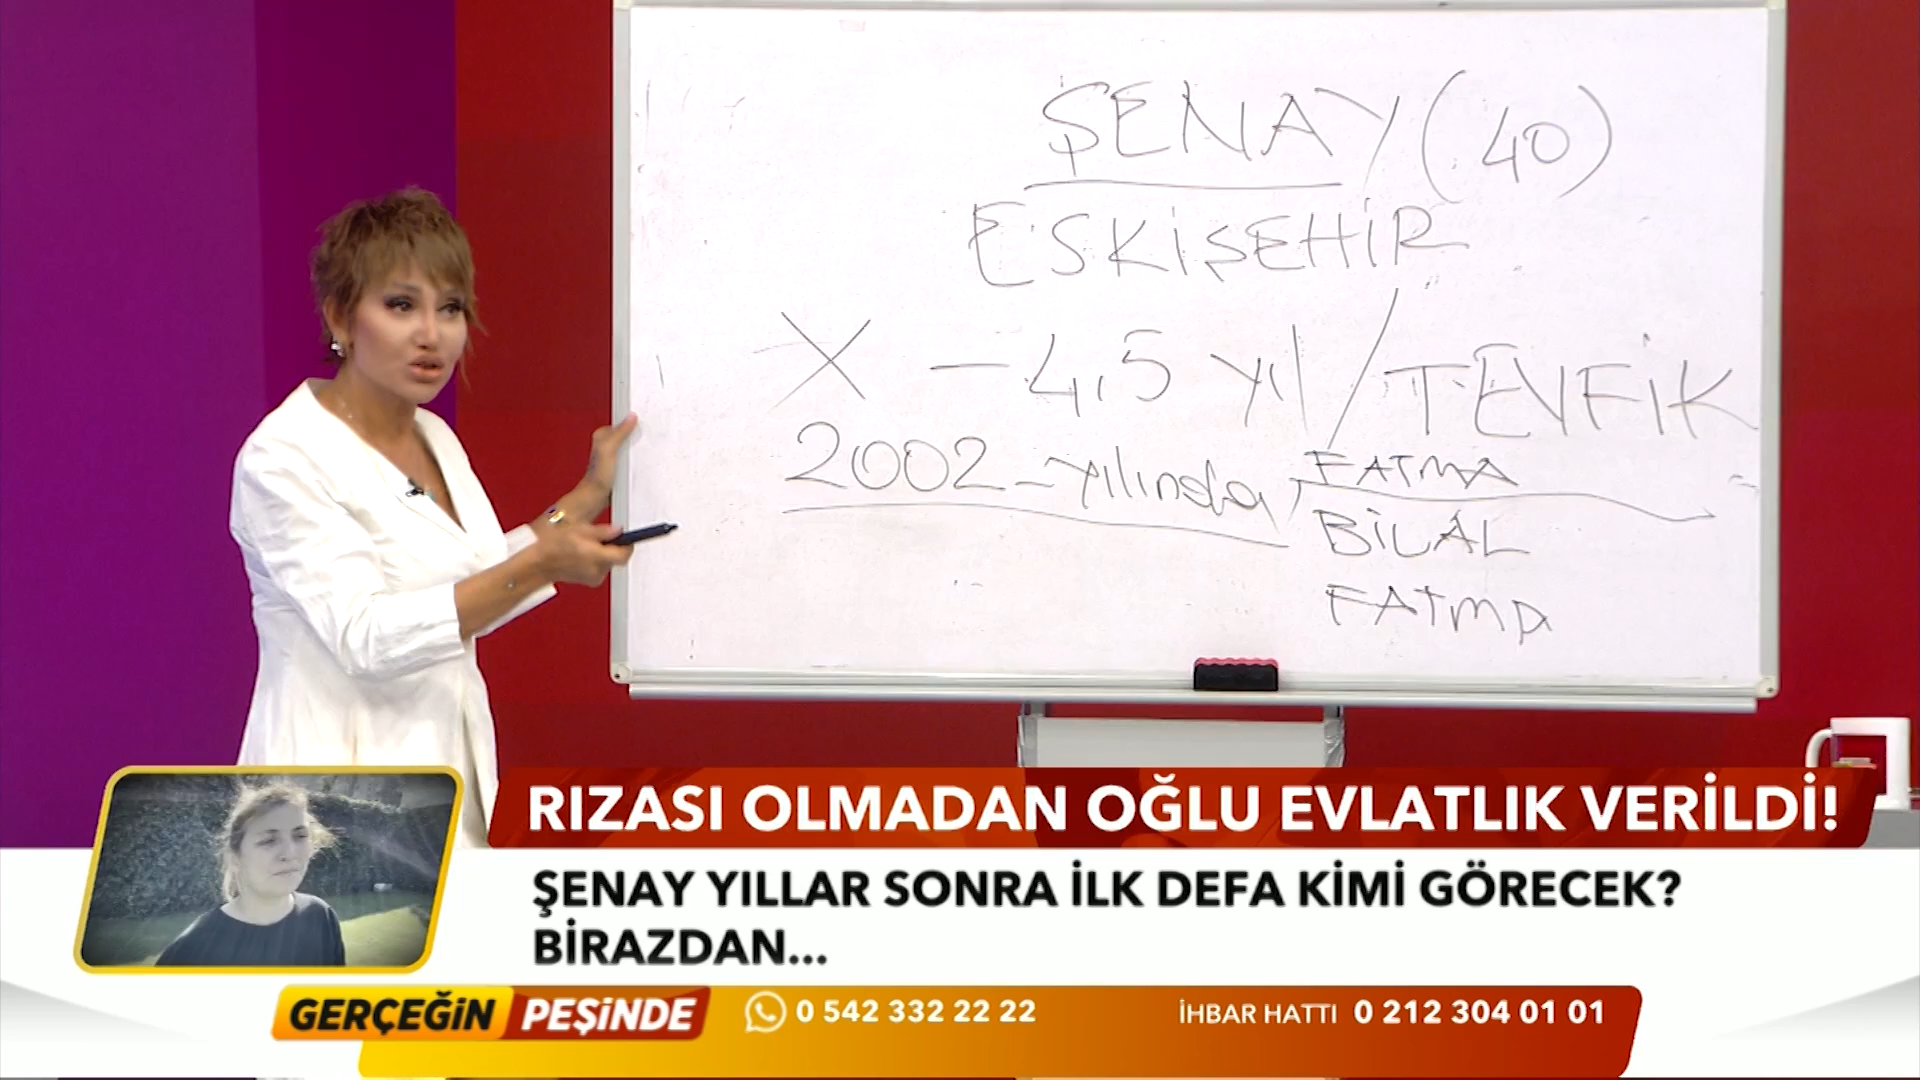 ŞENAY (40)
ESKİŞEHİR
X – 4,5 yıl / TEVFİK
2002 - yılında FATMA
BİLAL
FATMA
RIZASI OLMADAN OĞLU EVLATLIK VERİLDİ!
ŞENAY YILLAR SONRA İLK DEFA KİMİ GÖRECEK?
BİRAZDAN...
GERÇEĞİN PEŞİNDE 0 542 332 22 22 İHBAR HATTI 0 212 304 01 01